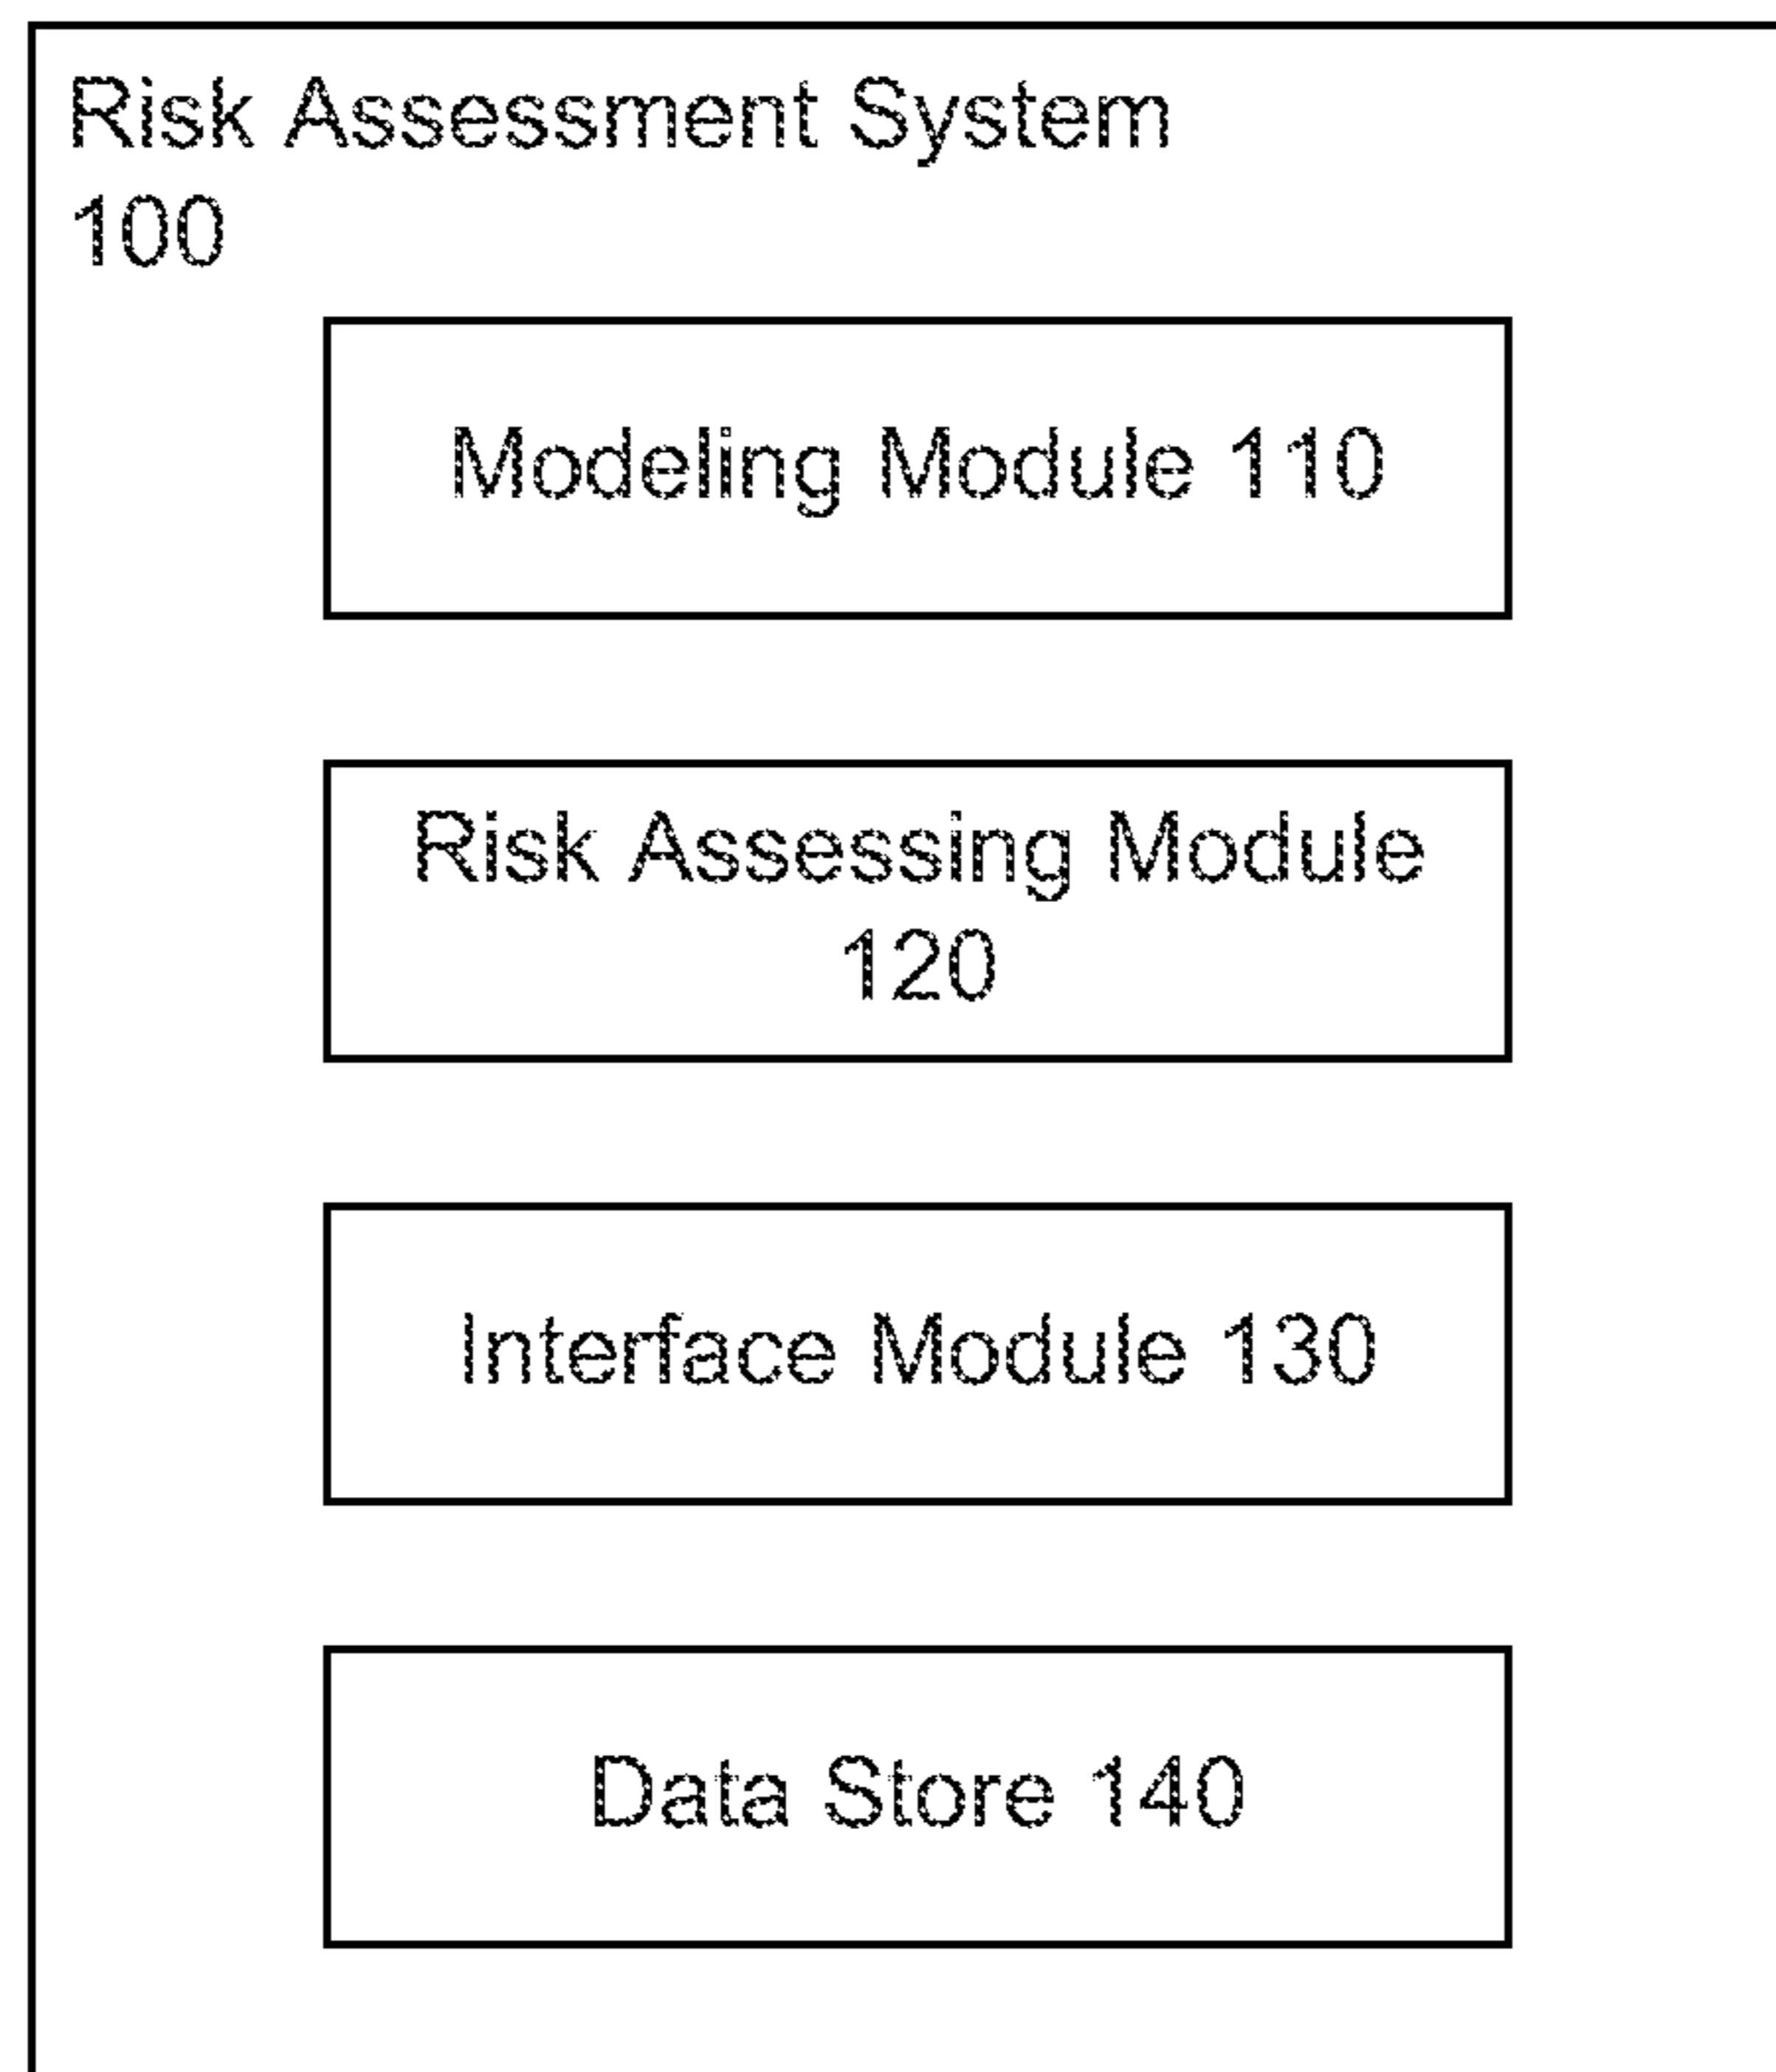 Risk Assessment System
100
Modeling Module 110
Risk Assessing Module
120
Interface Module 130
Data Store 140